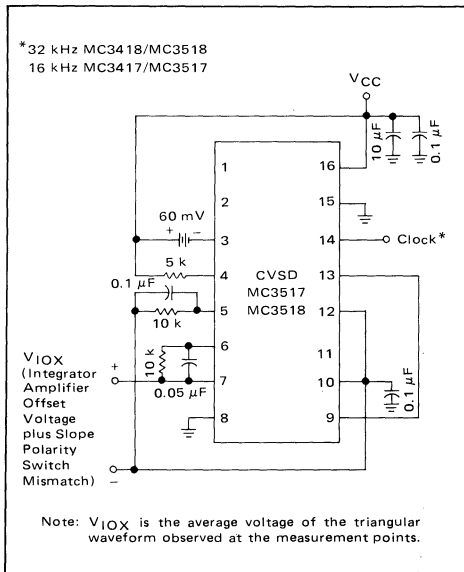 *32 kHz MC3418/MC3518
16 kHz MC3417/MC3517
VCC
10 μF
0.1 μF
1
16
2
15
60 mV
+ −
3
14
Clock*
5 k
4
CVSD
13
0.1 μF
MC3517
5
MC3518
12
10 k
6
11
10 k
VIOX
(Integrator
Amplifier
Offset
Voltage
plus Slope
Polarity
Switch
Mismatch)
+
−
0.05 μF
7
10
0.1 μF
8
9
Note: VIOX is the average voltage of the triangular
waveform observed at the measurement points.